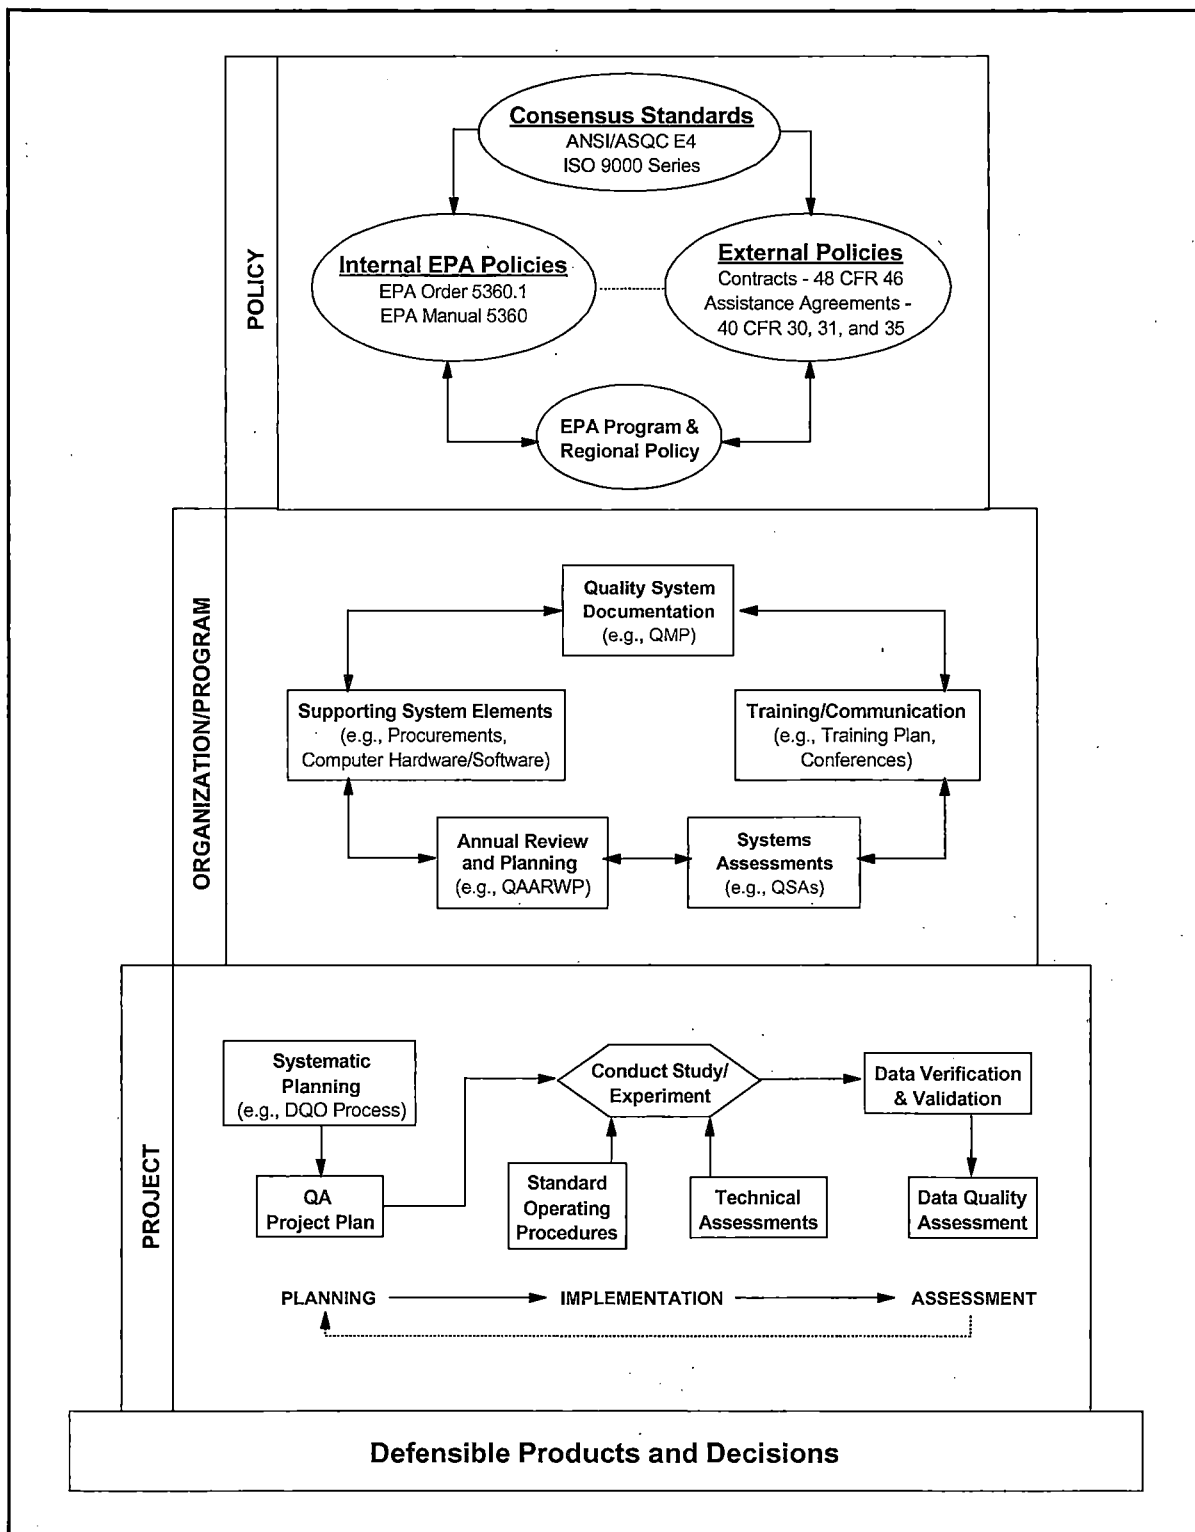 POLICY
Consensus Standards
ANSI/ASQC E4
ISO 9000 Series
Internal EPA Policies
EPA Order 5360.1
EPA Manual 5360
External Policies
Contracts - 48 CFR 46
Assistance Agreements -
40 CFR 30, 31, and 35
EPA Program &
Regional Policy
ORGANIZATION/PROGRAM
Quality System
Documentation
(e.g., QMP)
Supporting System Elements
(e.g., Procurements,
Computer Hardware/Software)
Training/Communication
(e.g., Training Plan,
Conferences)
Annual Review
and Planning
(e.g., QAARWP)
Systems
Assessments
(e.g., QSAs)
PROJECT
Systematic
Planning
(e.g., DQO Process)
QA
Project Plan
Conduct Study/
Experiment
Standard
Operating
Procedures
Technical
Assessments
Data Verification
& Validation
Data Quality
Assessment
PLANNING
IMPLEMENTATION
ASSESSMENT
Defensible Products and Decisions